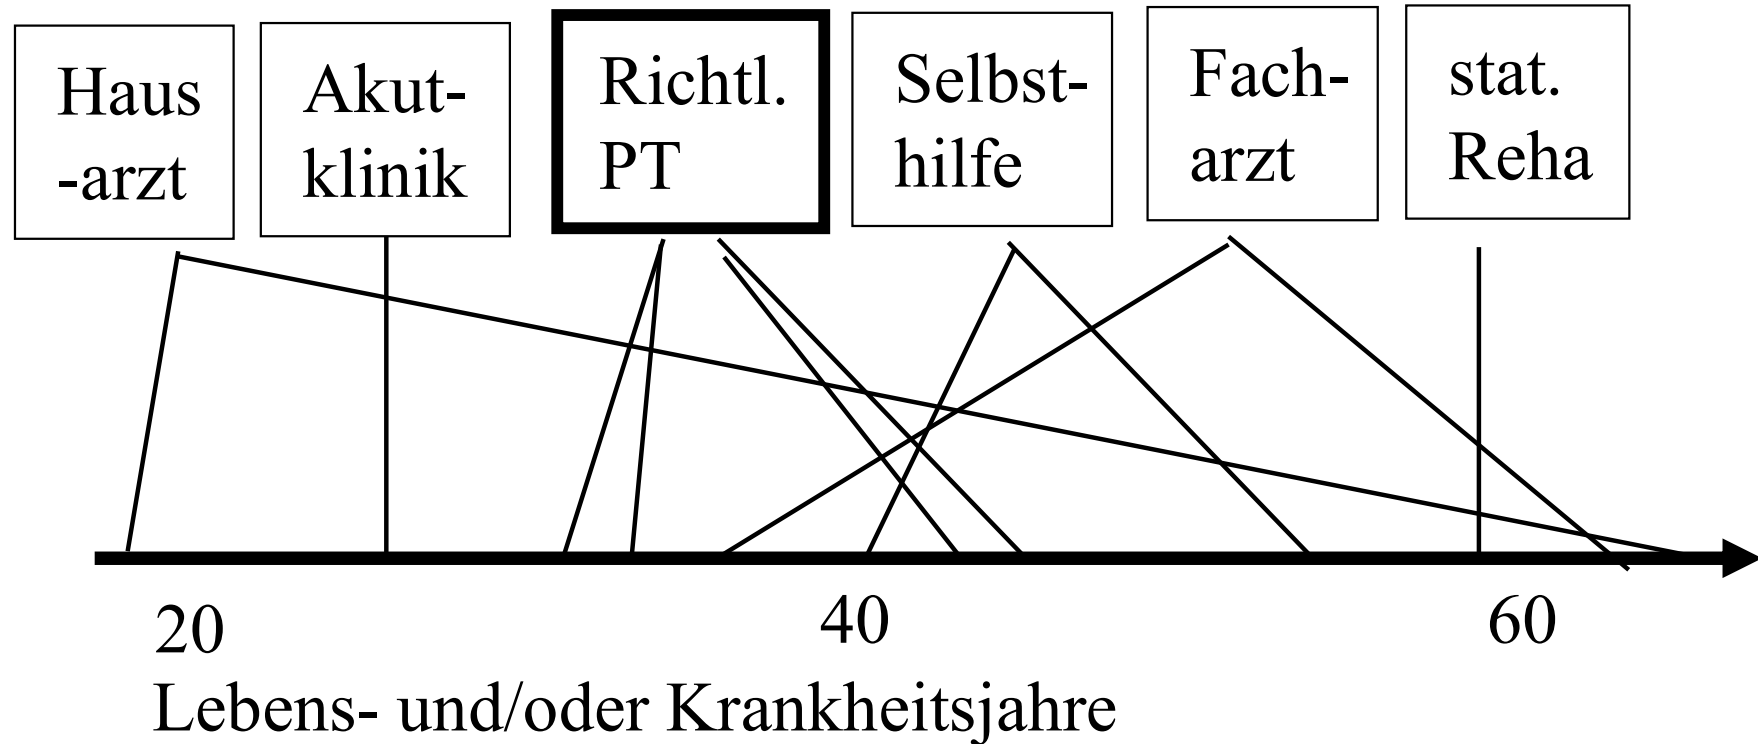 Haus
-arzt
Akut-
klinik
Richtl.
PT
Selbst-
hilfe
Fach-
arzt
stat.
Reha
20
40
60
Lebens- und/oder Krankheitsjahre